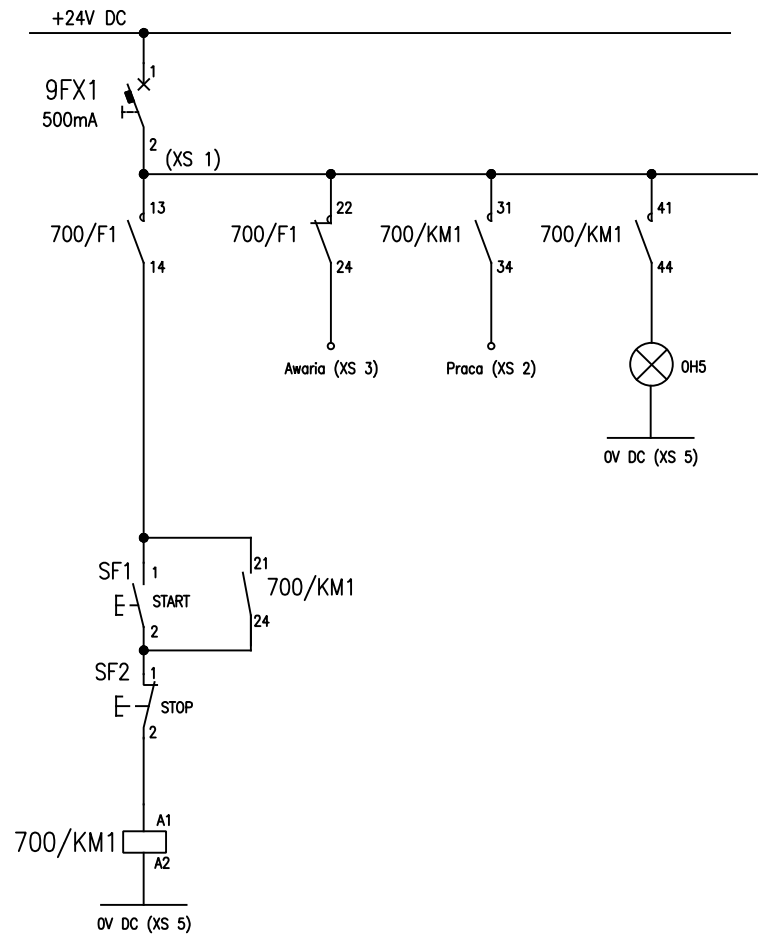 +24V DC
1
9FX1
500mA
2
(XS 1)
13
700/F1
14
22
700/F1
24
31
700/KM1
34
41
700/KM1
44
Awaria (XS 3)
Praca (XS 2)
0H5
0V DC (XS 5)
SF1
1
START
2
21
700/KM1
24
SF2
1
STOP
2
A1
700/KM1
A2
0V DC (XS 5)